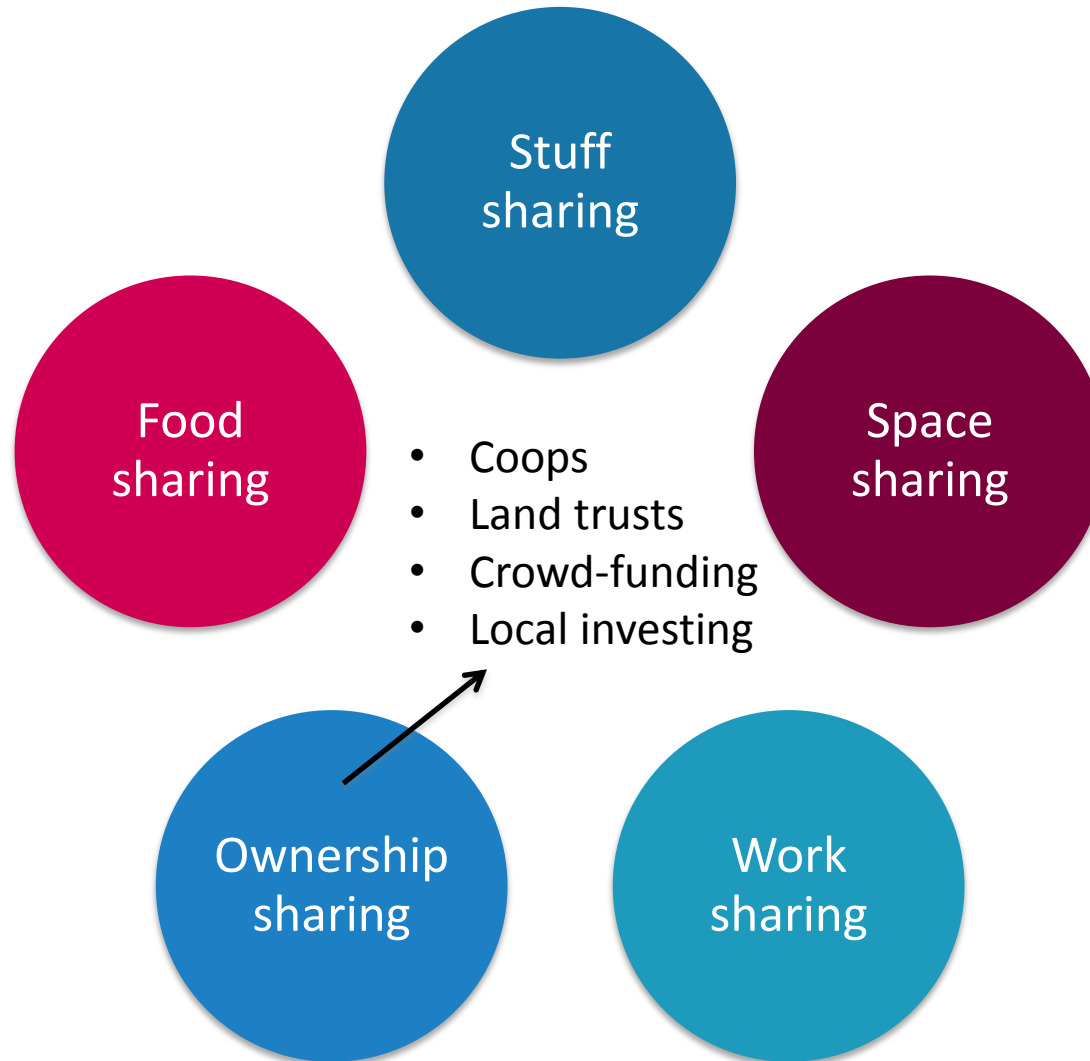 Stuff
sharing
Food
sharing
Space
sharing
• Coops
• Land trusts
• Crowd-funding
• Local investing
Ownership
sharing
Work
sharing